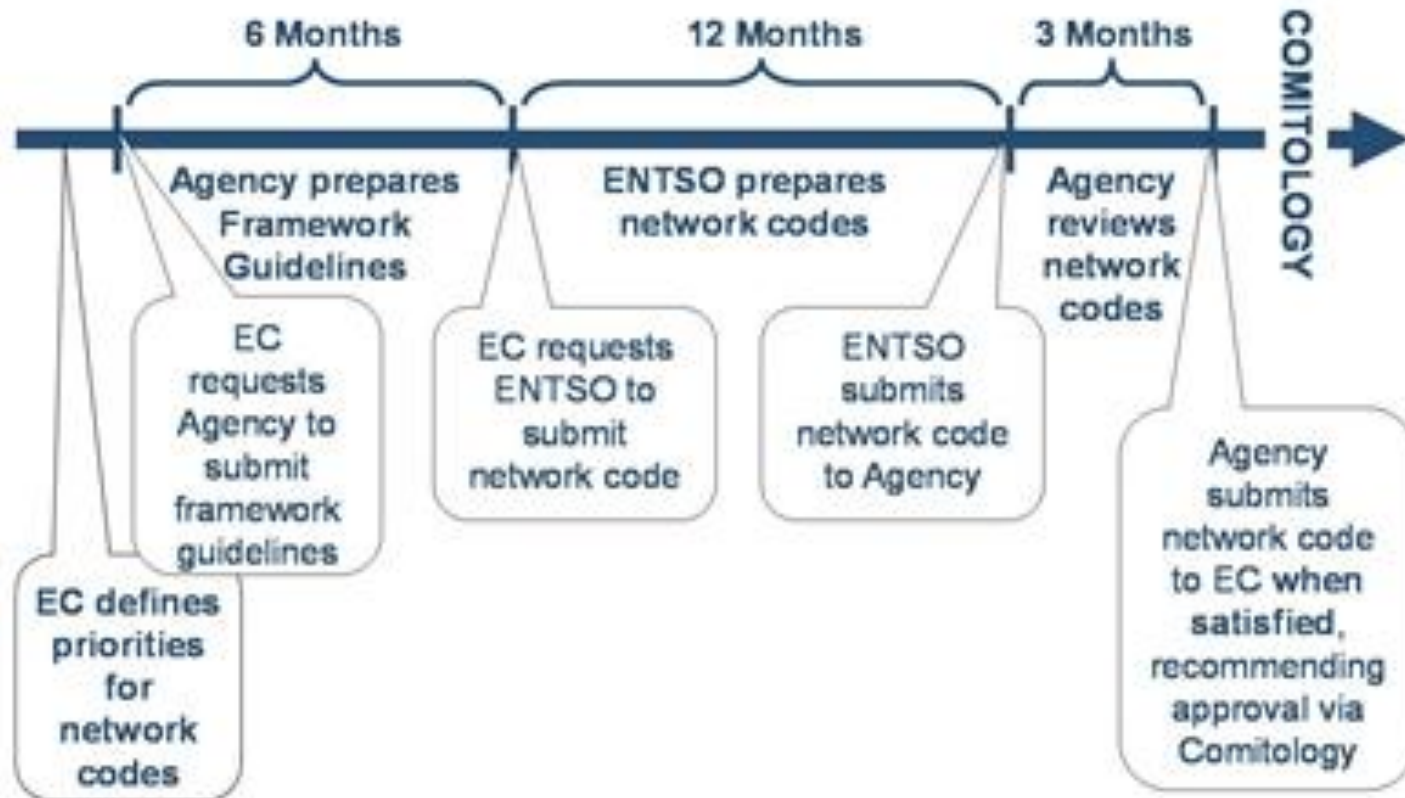 6 Months
12 Months
3 Months
COMITOLOGY
Agency prepares
Framework
Guidelines
ENTSO prepares
network codes
Agency
reviews
network
codes
EC defines
priorities
for
network
codes
EC
requests
Agency to
submit
framework
guidelines
EC requests
ENTSO to
submit
network code
ENTSO
submits
network code
to Agency
Agency
submits
network code
to EC when
satisfied,
recommending
approval via
Comitology